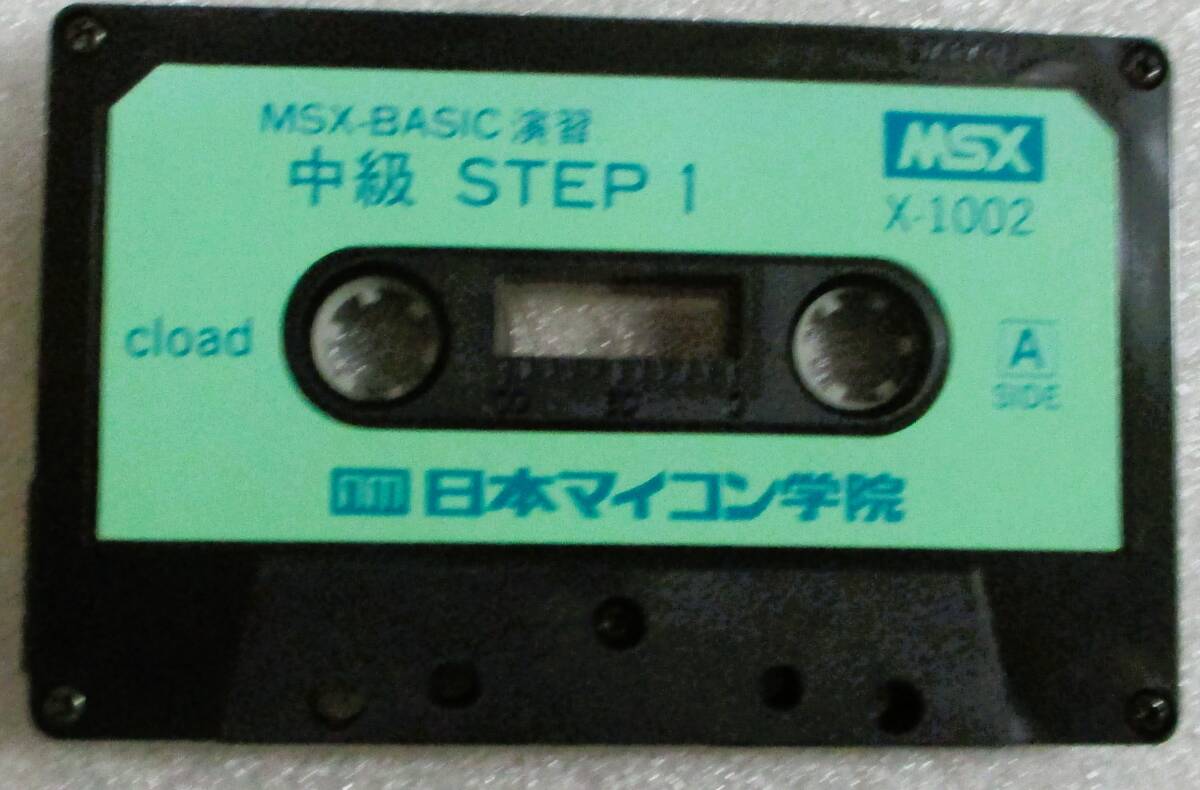 MSX-BASIC 演習
中級 STEP 1
MSX
X-1002
cload
A
SIDE
日本マイコン学院